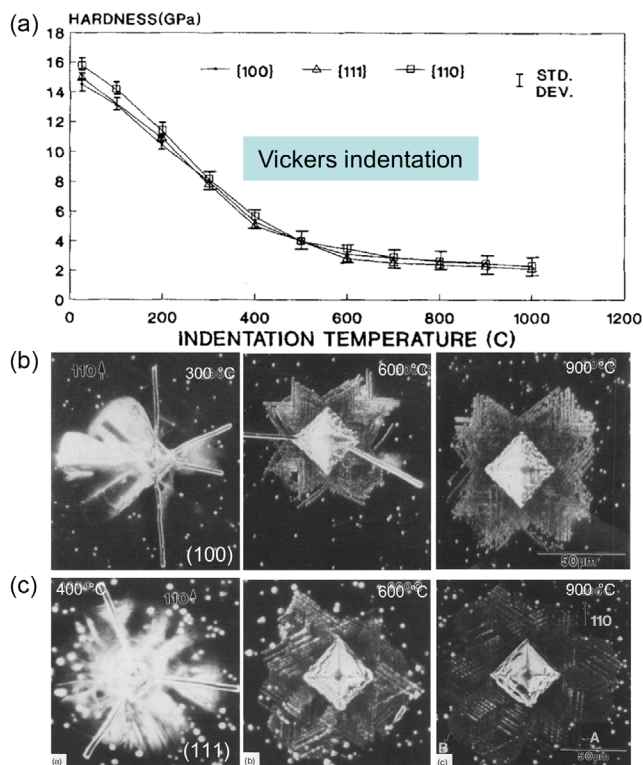 (a)
HARDNESS(GPa)
18
16
14
12
10
8
6
4
2
0
{100} {111} {110} STD.
DEV.
Vickers indentation
0 200 400 600 800 1000 1200
INDENTATION TEMPERATURE (C)
(b)
110 300°C
(100)
600°C
900°C
50μm
(c)
400°C
110
(111)
(a)
600°C
(b)
900°C
110
A
B
50μm
(c)